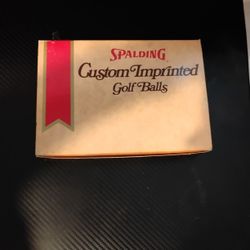 SPALDING
Custom Imprinted
Golf Balls